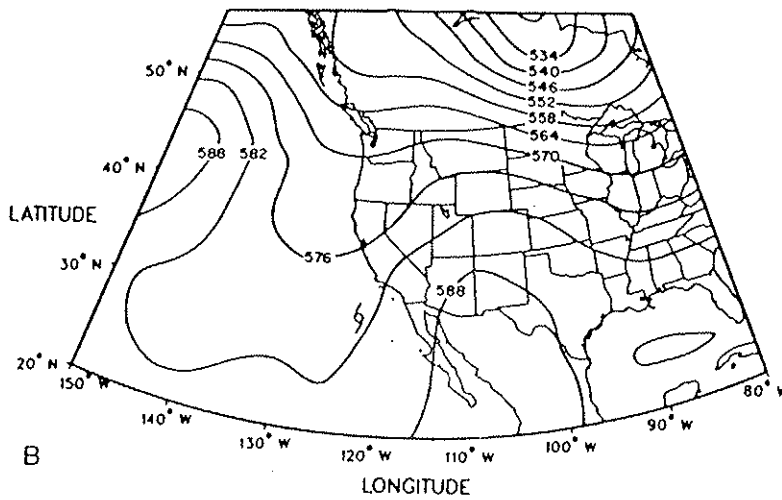 534
540
546
552
558
564
570
588
582
576
588
50° N
40° N
LATITUDE
30° N
20° N
150° W
140° W
130° W
120° W
110° W
100° W
90° W
80° W
B
LONGITUDE